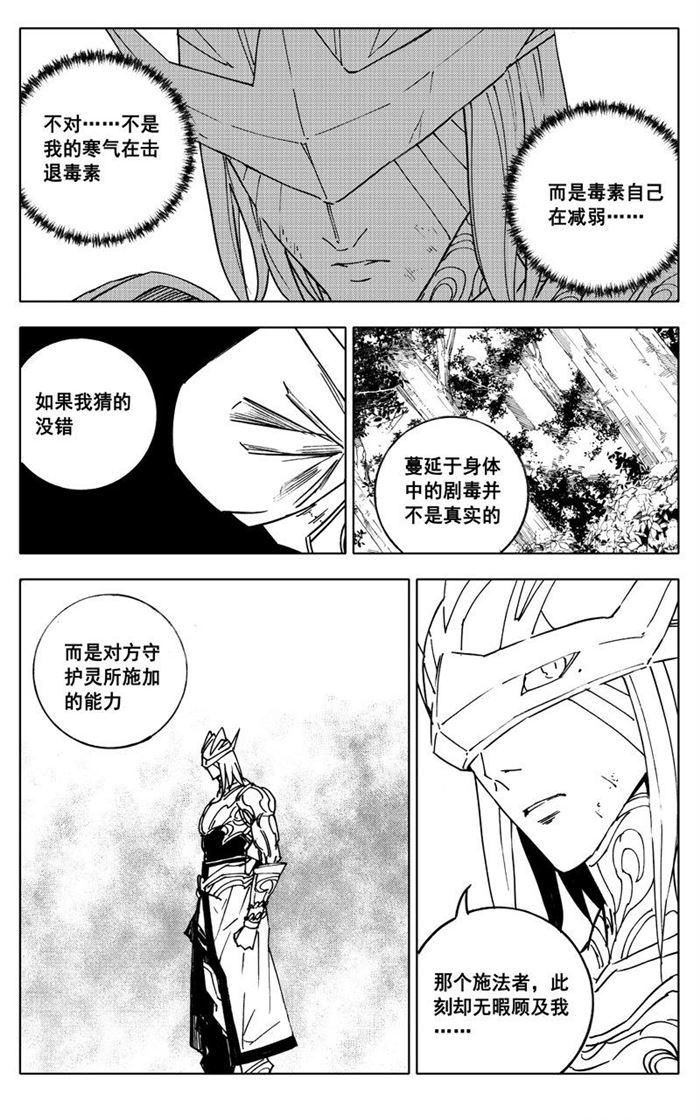 不对……不是
我的寒气在击
退毒素
而是毒素自己
在减弱……
如果我猜的
没错
蔓延于身体
中的剧毒并
不是真实的
而是对方守
护灵所施加
的能力
那个施法者，此
刻却无暇顾及我
……